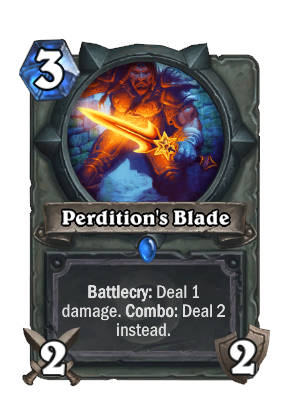 3
Perdition's Blade
Battlecry: Deal 1
damage. Combo: Deal 2
instead.
2
2